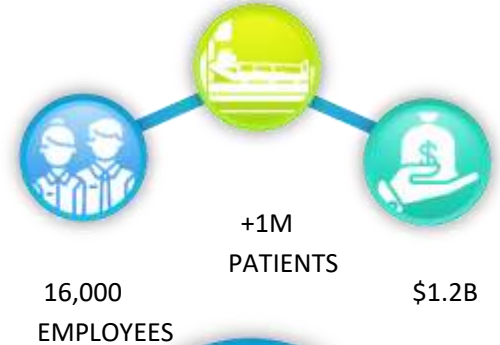 $
+1M
PATIENTS
16,000
EMPLOYEES
$1.2B